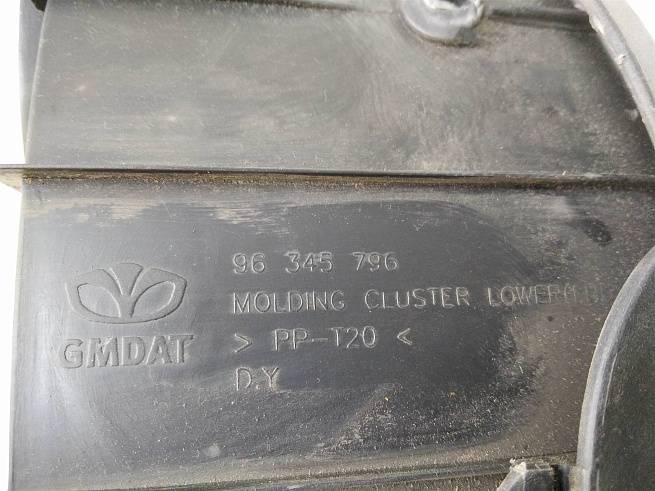 96 345 796
MOLDING CLUSTER LOWER
> PP-T20 <
D.Y
GMDAT